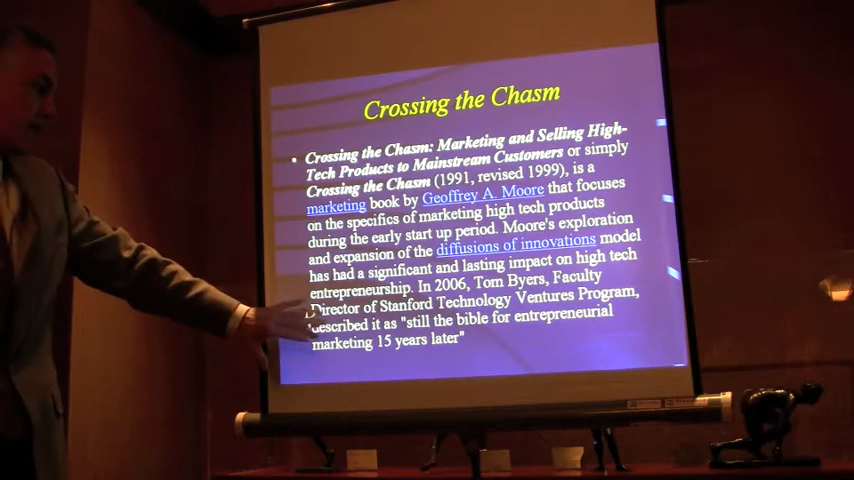 Crossing the Chasm
• Crossing the Chasm: Marketing and Selling High-
Tech Products to Mainstream Customers or simply
Crossing the Chasm (1991, revised 1999), is a
marketing book by Geoffrey A. Moore that focuses
on the specifics of marketing high tech products
during the early start up period. Moore's exploration
and expansion of the diffusions of innovations model
has had a significant and lasting impact on high tech
entrepreneurship. In 2006, Tom Byers, Faculty
Director of Stanford Technology Ventures Program,
described it as "still the bible for entrepreneurial
marketing 15 years later"